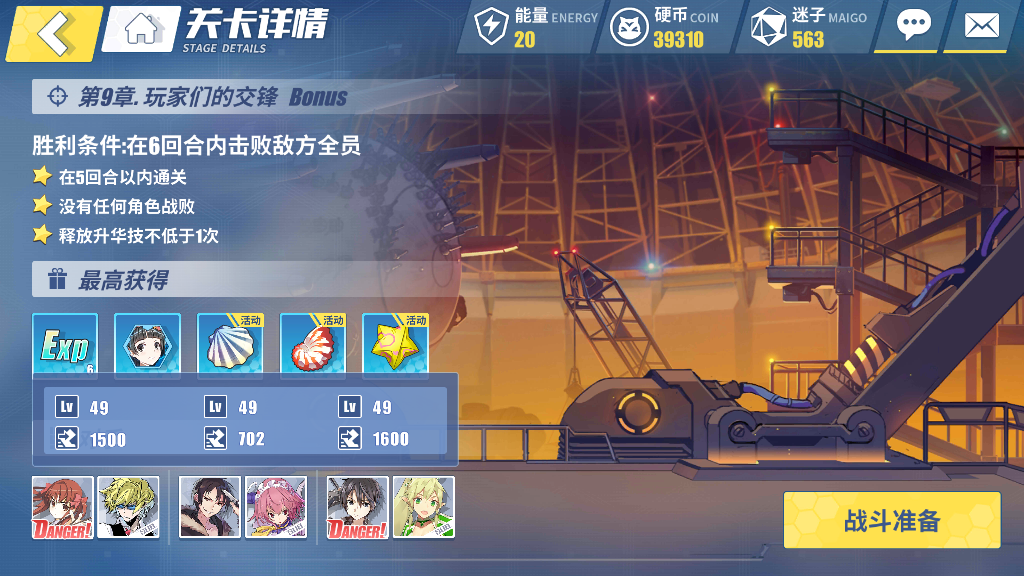 关卡详情
STAGE DETAILS
能量 ENERGY
20
硬币 COIN
39310
迷子 MAIGO
563
第9章.玩家们的交锋 Bonus
胜利条件:在6回合内击败敌方全员
在5回合以内通关
没有任何角色战败
释放升华技不低于1次
最高获得
Exp
6
活动
活动
活动
Lv 49
Lv 49
Lv 49
1500
702
1600
DANGER!
DANGER!
战斗准备